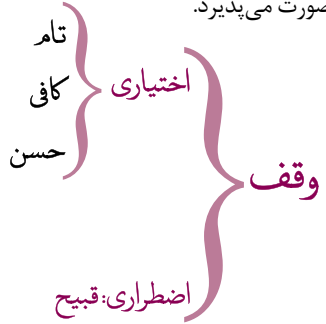 صورت می‌پذیرد.
وقف
اختیاری
تام
کافی
حسن
اضطراری: قبیح